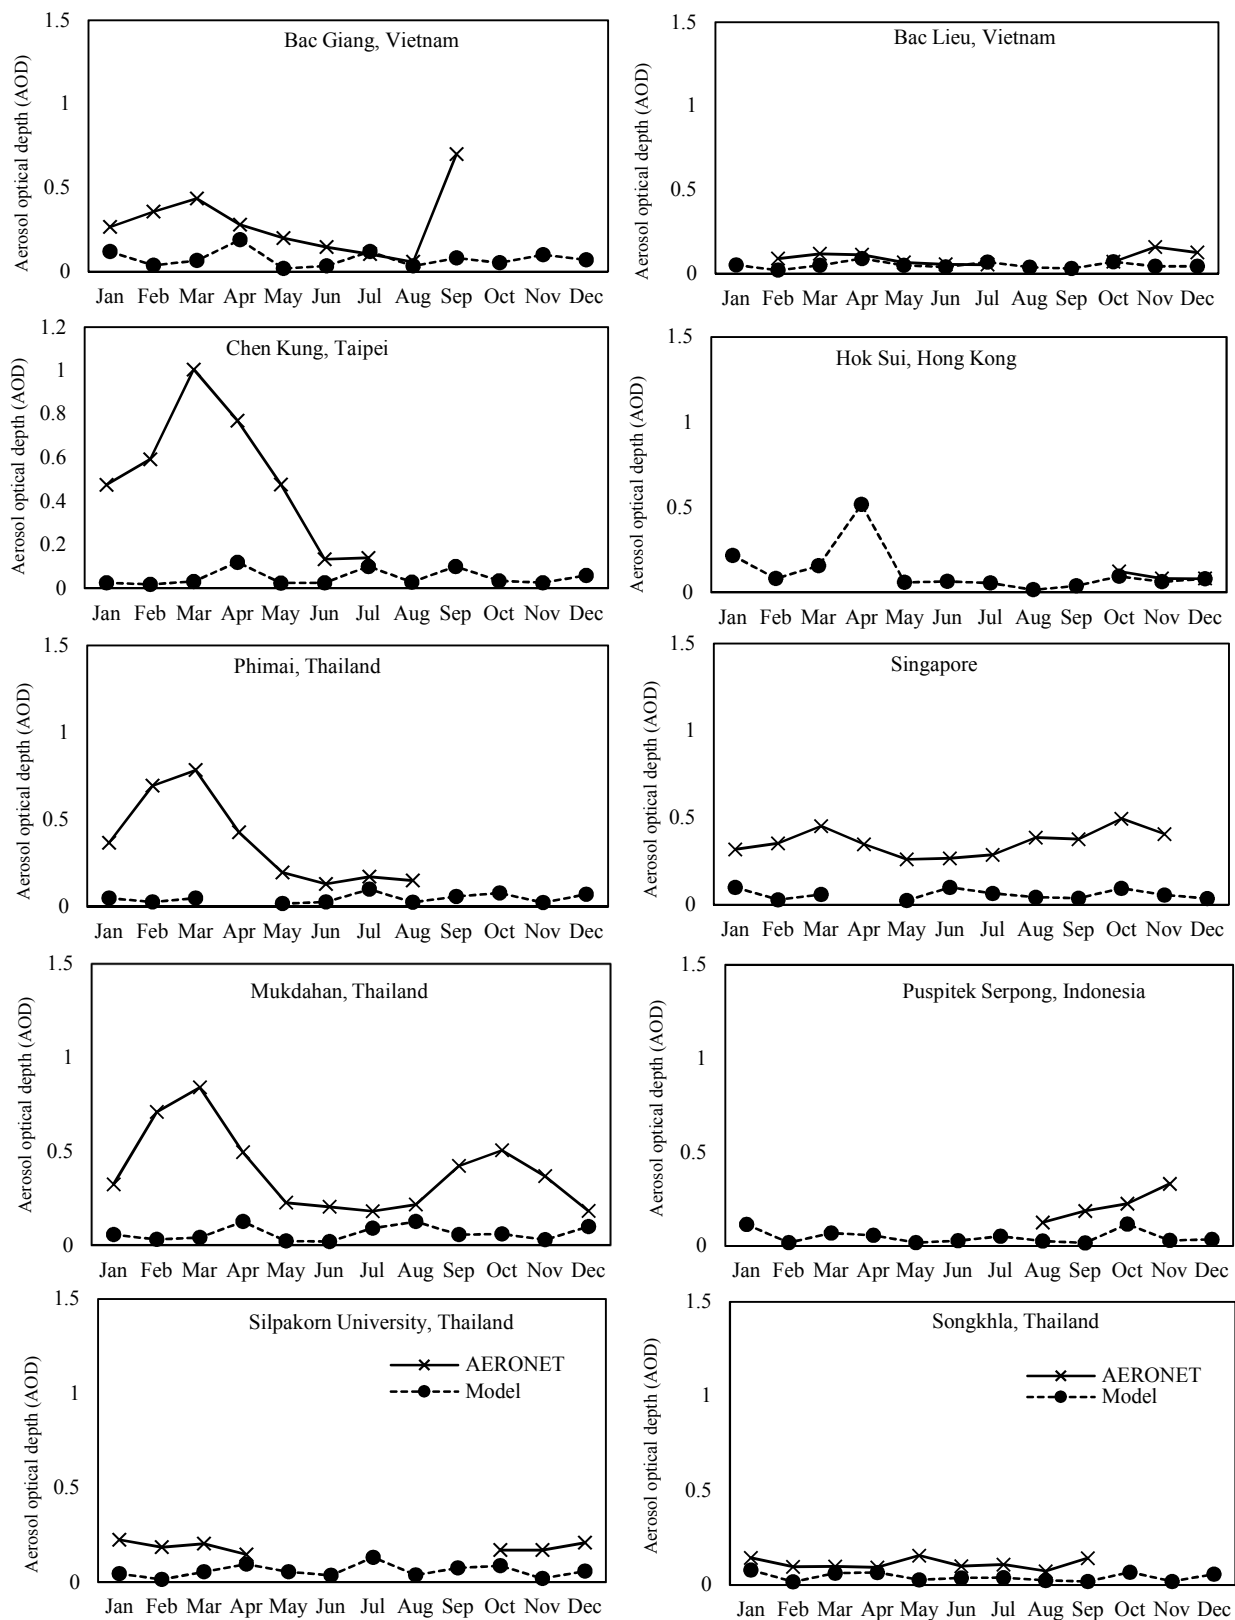 Bac Giang, Vietnam
Aerosol optical depth (AOD)
1.5
1
0.5
0
Jan Feb Mar Apr May Jun Jul Aug Sep Oct Nov Dec
Bac Lieu, Vietnam
Aerosol optical depth (AOD)
1.5
1
0.5
0
Jan Feb Mar Apr May Jun Jul Aug Sep Oct Nov Dec
Chen Kung, Taipei
Aerosol optical depth (AOD)
1.2
1
0.8
0.6
0.4
0.2
0
Jan Feb Mar Apr May Jun Jul Aug Sep Oct Nov Dec
Hok Sui, Hong Kong
Aerosol optical depth (AOD)
1.5
1
0.5
0
Jan Feb Mar Apr May Jun Jul Aug Sep Oct Nov Dec
Phimai, Thailand
Aerosol optical depth (AOD)
1.5
1
0.5
0
Jan Feb Mar Apr May Jun Jul Aug Sep Oct Nov Dec
Singapore
Aerosol optical depth (AOD)
1.5
1
0.5
0
Jan Feb Mar Apr May Jun Jul Aug Sep Oct Nov Dec
Mukdahan, Thailand
Aerosol optical depth (AOD)
1.5
1
0.5
0
Jan Feb Mar Apr May Jun Jul Aug Sep Oct Nov Dec
Puspitek Serpong, Indonesia
Aerosol optical depth (AOD)
1.5
1
0.5
0
Jan Feb Mar Apr May Jun Jul Aug Sep Oct Nov Dec
Silpakorn University, Thailand
AERONET
Model
Aerosol optical depth (AOD)
1.5
1
0.5
0
Jan Feb Mar Apr May Jun Jul Aug Sep Oct Nov Dec
Songkhla, Thailand
AERONET
Model
Aerosol optical depth (AOD)
1.5
1
0.5
0
Jan Feb Mar Apr May Jun Jul Aug Sep Oct Nov Dec